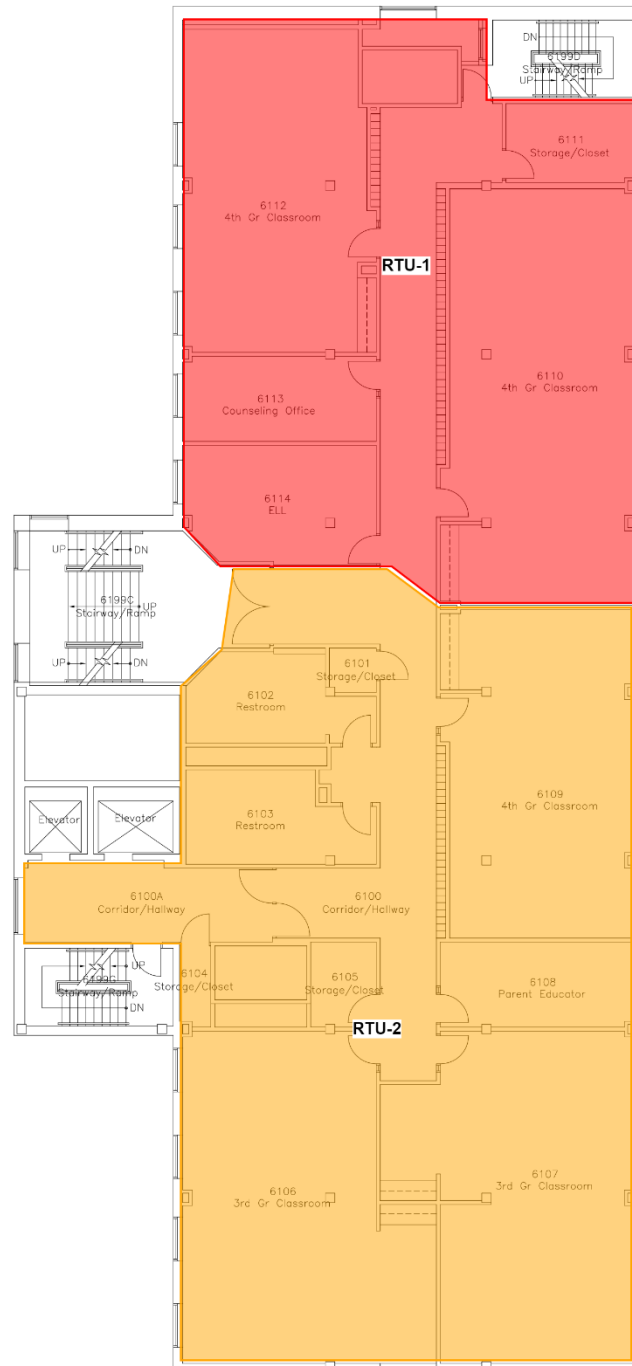 DN
6199D
Stairway/Ramp
UP
6111
Storage/Closet
6112
4th Gr Classroom
RTU-1
6110
4th Gr Classroom
6113
Counseling Office
6114
ELL
UP
DN
6199C
UP
Stairway/Ramp
UP
DN
6101
Storage/Closet
6102
Restroom
6109
4th Gr Classroom
Elevator
Elevator
6103
Restroom
6100A
Corridor/Hallway
6100
Corridor/Hallway
UP
6199G
Stairway/Ramp
DN
6104
Storage/Closet
6105
Storage/Closet
6108
Parent Educator
RTU-2
6106
3rd Gr Classroom
6107
3rd Gr Classroom